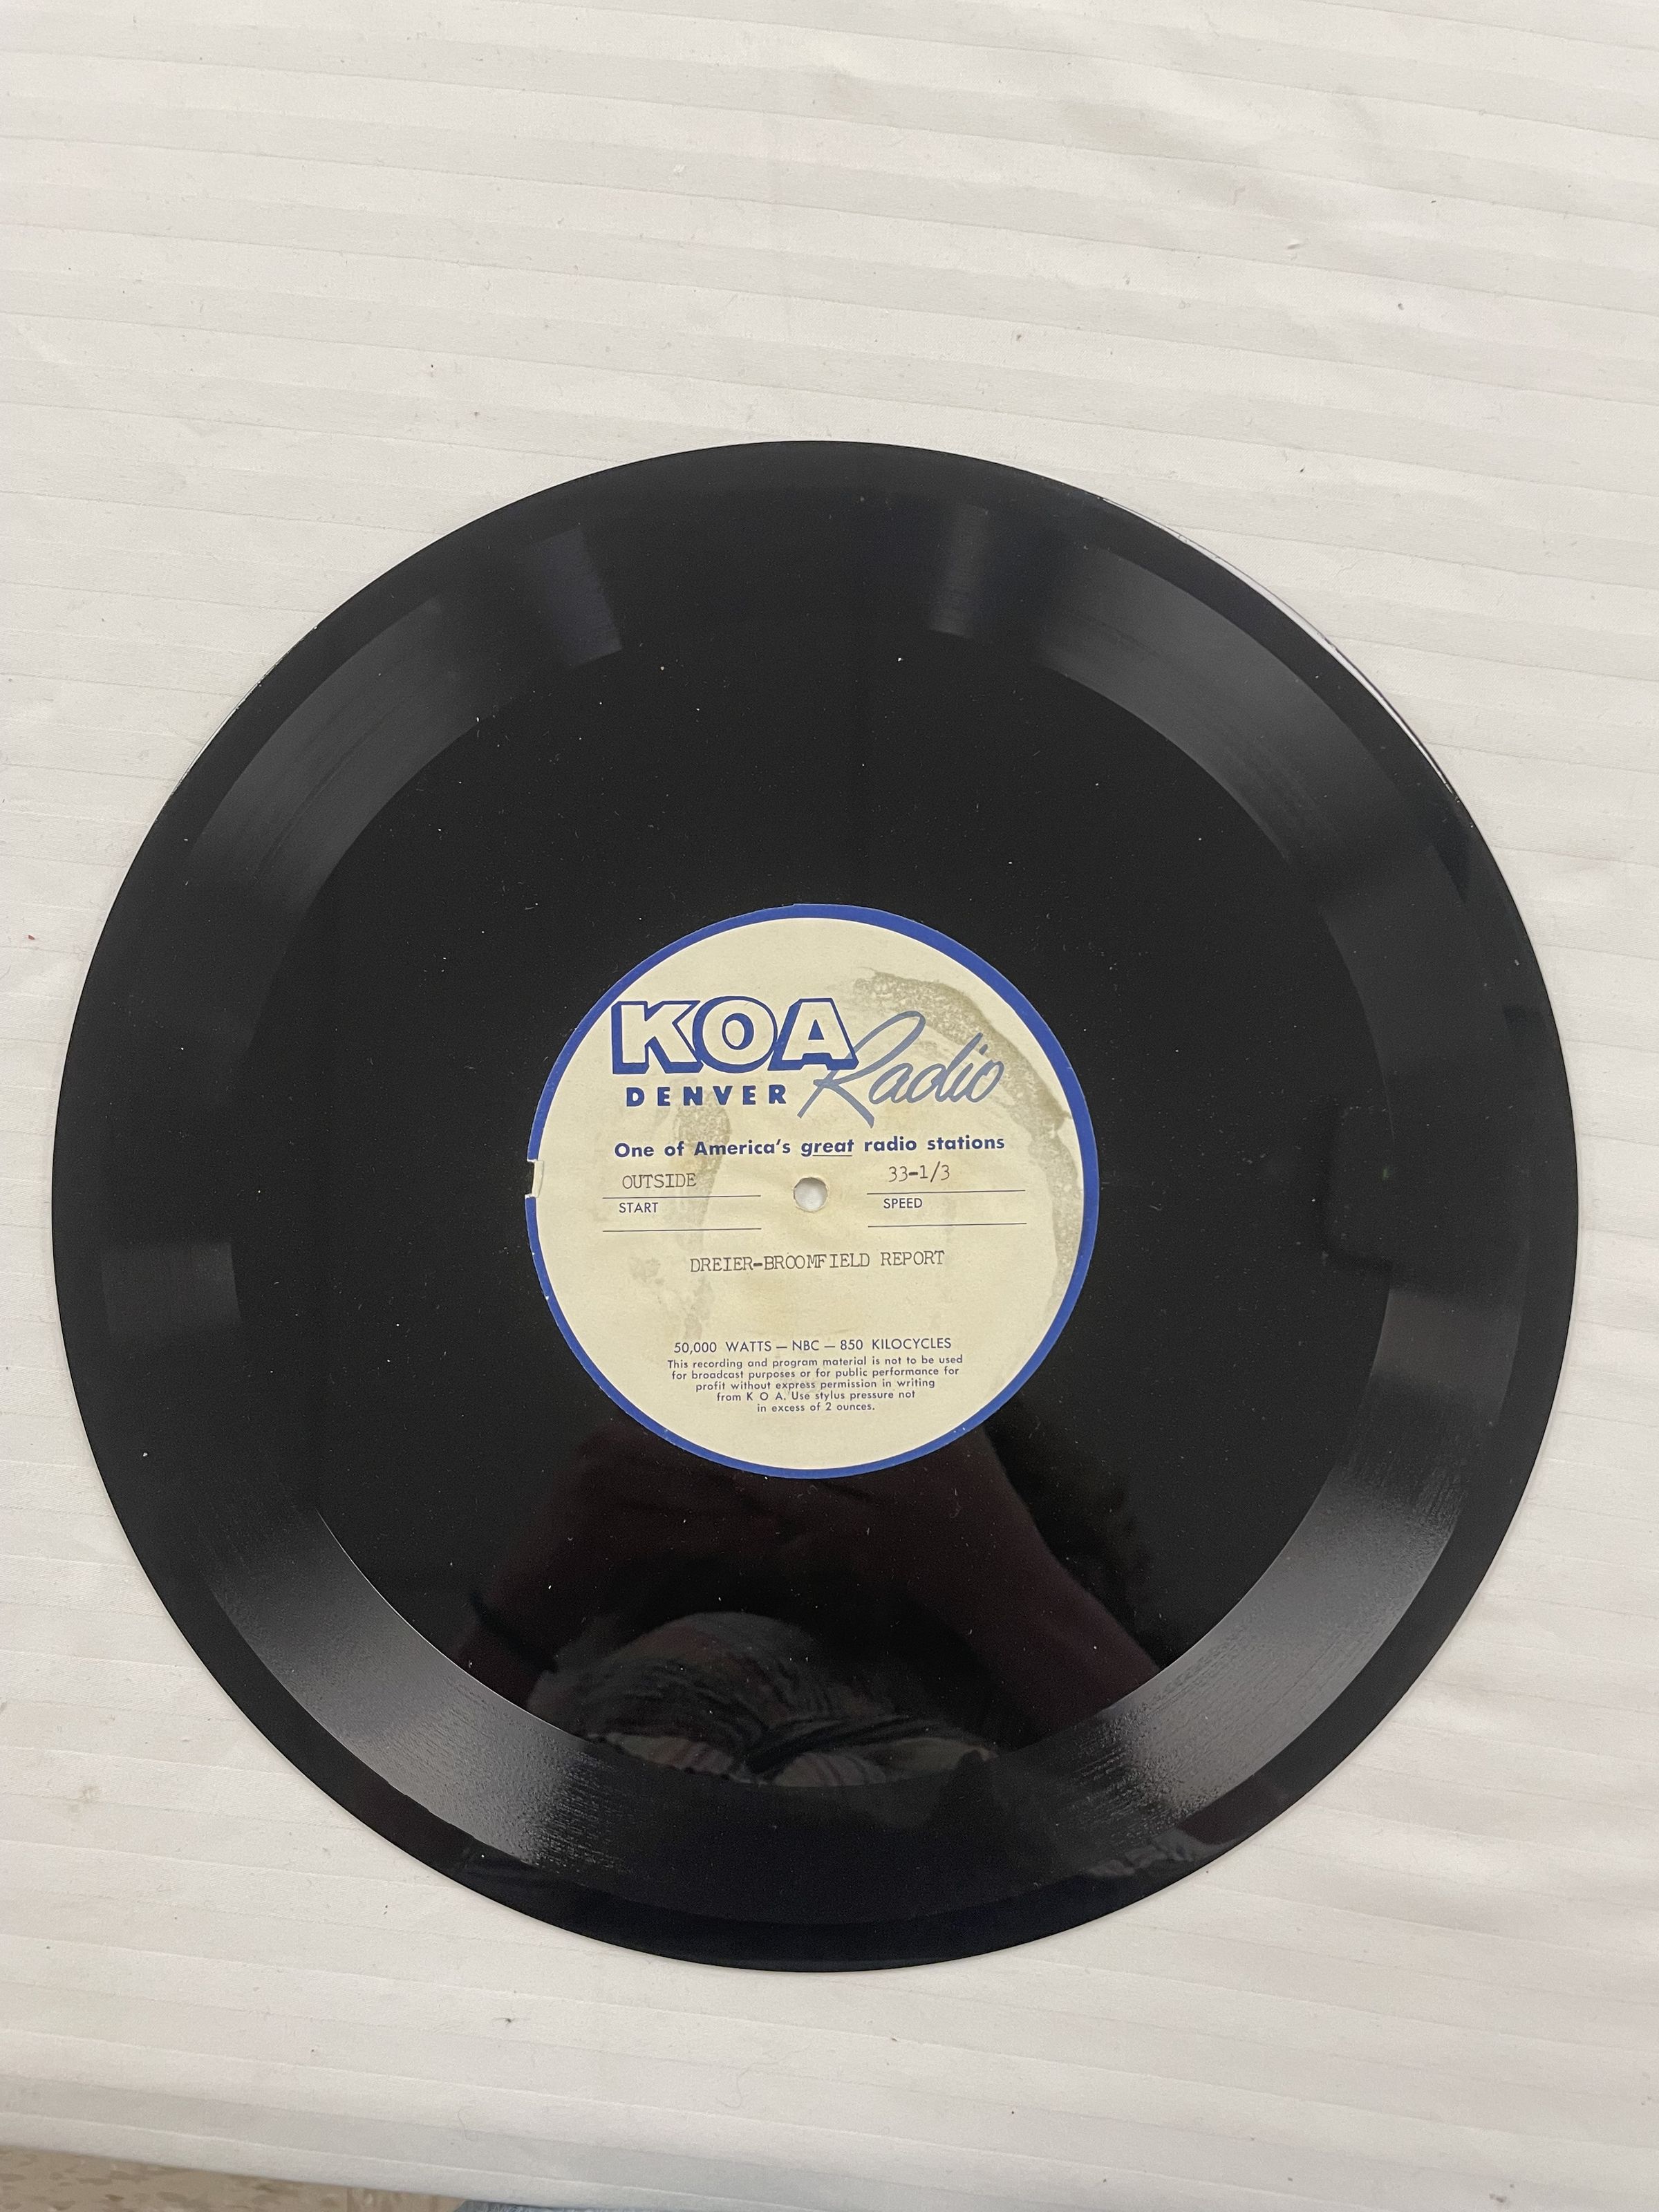 KOA
DENVER Radio
One of America's great radio stations
OUTSIDE 33-1/3
START SPEED
DREIER-BROOMFIELD REPORT
50,000 WATTS — NBC — 850 KILOCYCLES
This recording and program material is not to be used
for broadcast purposes or for public performance for
profit without express permission in writing
from K O A. Use stylus pressure not
in excess of 2 ounces.